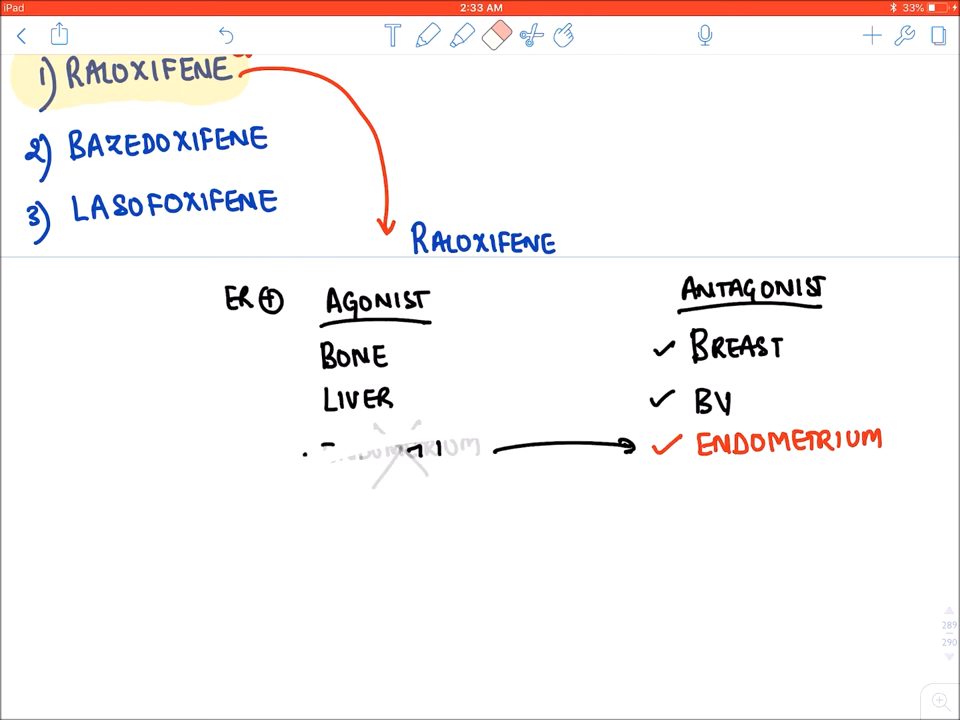 iPad 2:33 AM 33%
T
1) RALOXIFENE
2) BAZEDOXIFENE
3) LASOFOXIFENE
RALOXIFENE
ER + AGONIST ANTAGONIST
BONE ✓ BREAST
LIVER ✓ BV
✓ ENDOMETRIUM
289
290